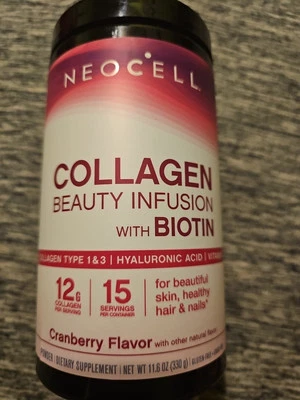 NEOCELL
COLLAGEN
BEAUTY INFUSION
WITH BIOTIN
COLLAGEN TYPE 1&3 | HYALURONIC ACID |
12G
COLLAGEN
PER SERVING
15
SERVINGS
PER CONTAINER
for beautiful
skin, healthy
hair & nails*
Cranberry Flavor with other natural
POWDER | DIETARY SUPPLEMENT | NET WT 11.6 OZ (330 g)